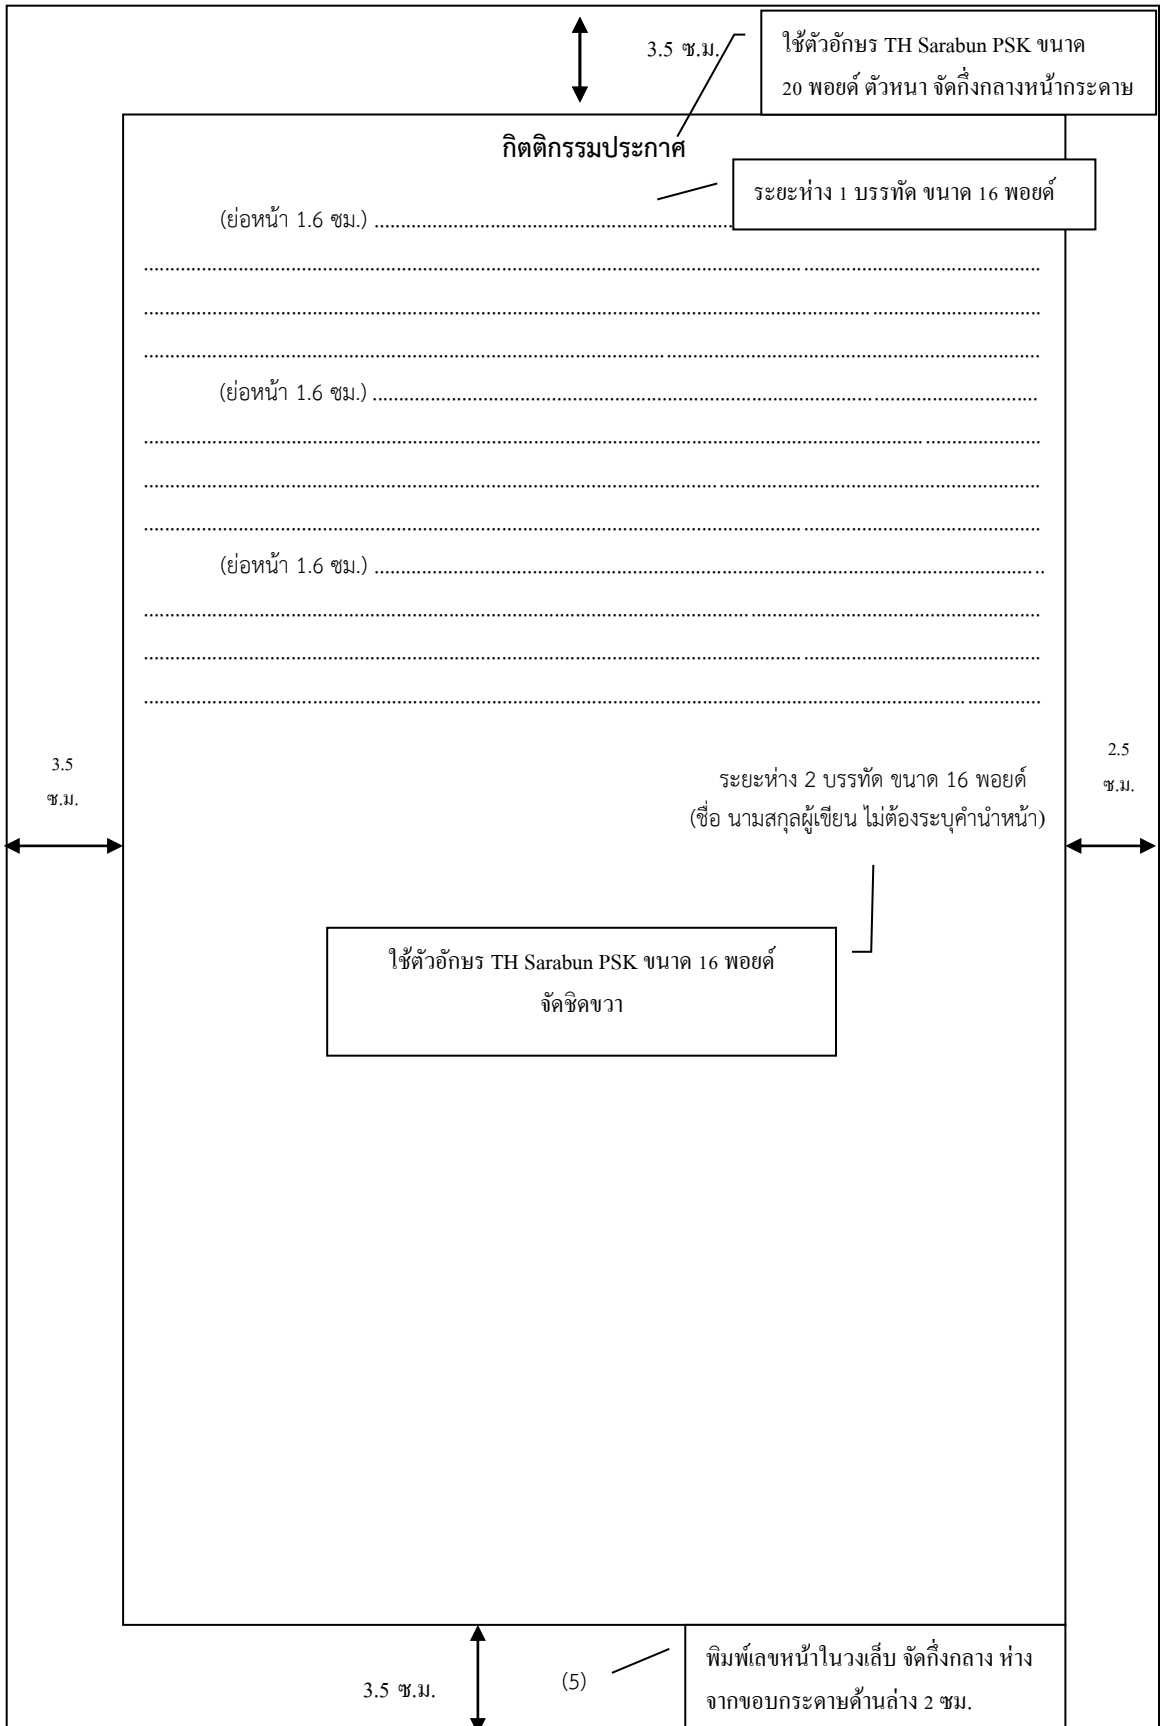 3.5 ซ.ม.
ใช้ตัวอักษร TH Sarabun PSK ขนาด
20 พอยด์ ตัวหนา จัดกึ่งกลางหน้ากระดาษ
กิตติกรรมประกาศ
ระยะห่าง 1 บรรทัด ขนาด 16 พอยด์
(ย่อหน้า 1.6 ซม.) ....................................................................
....................................................................................................................................................................
....................................................................................................................................................................
....................................................................................................................................................................
(ย่อหน้า 1.6 ซม.) ..............................................................................................................................
....................................................................................................................................................................
....................................................................................................................................................................
....................................................................................................................................................................
(ย่อหน้า 1.6 ซม.) ..............................................................................................................................
....................................................................................................................................................................
....................................................................................................................................................................
....................................................................................................................................................................
3.5
ซ.ม.
2.5
ซ.ม.
ระยะห่าง 2 บรรทัด ขนาด 16 พอยด์
(ชื่อ นามสกุลผู้เขียน ไม่ต้องระบุคำนำหน้า)
ใช้ตัวอักษร TH Sarabun PSK ขนาด 16 พอยด์
จัดชิดขวา
3.5 ซ.ม.
(5)
พิมพ์เลขหน้าในวงเล็บ จัดกึ่งกลาง ห่าง
จากขอบกระดาษด้านล่าง 2 ซม.